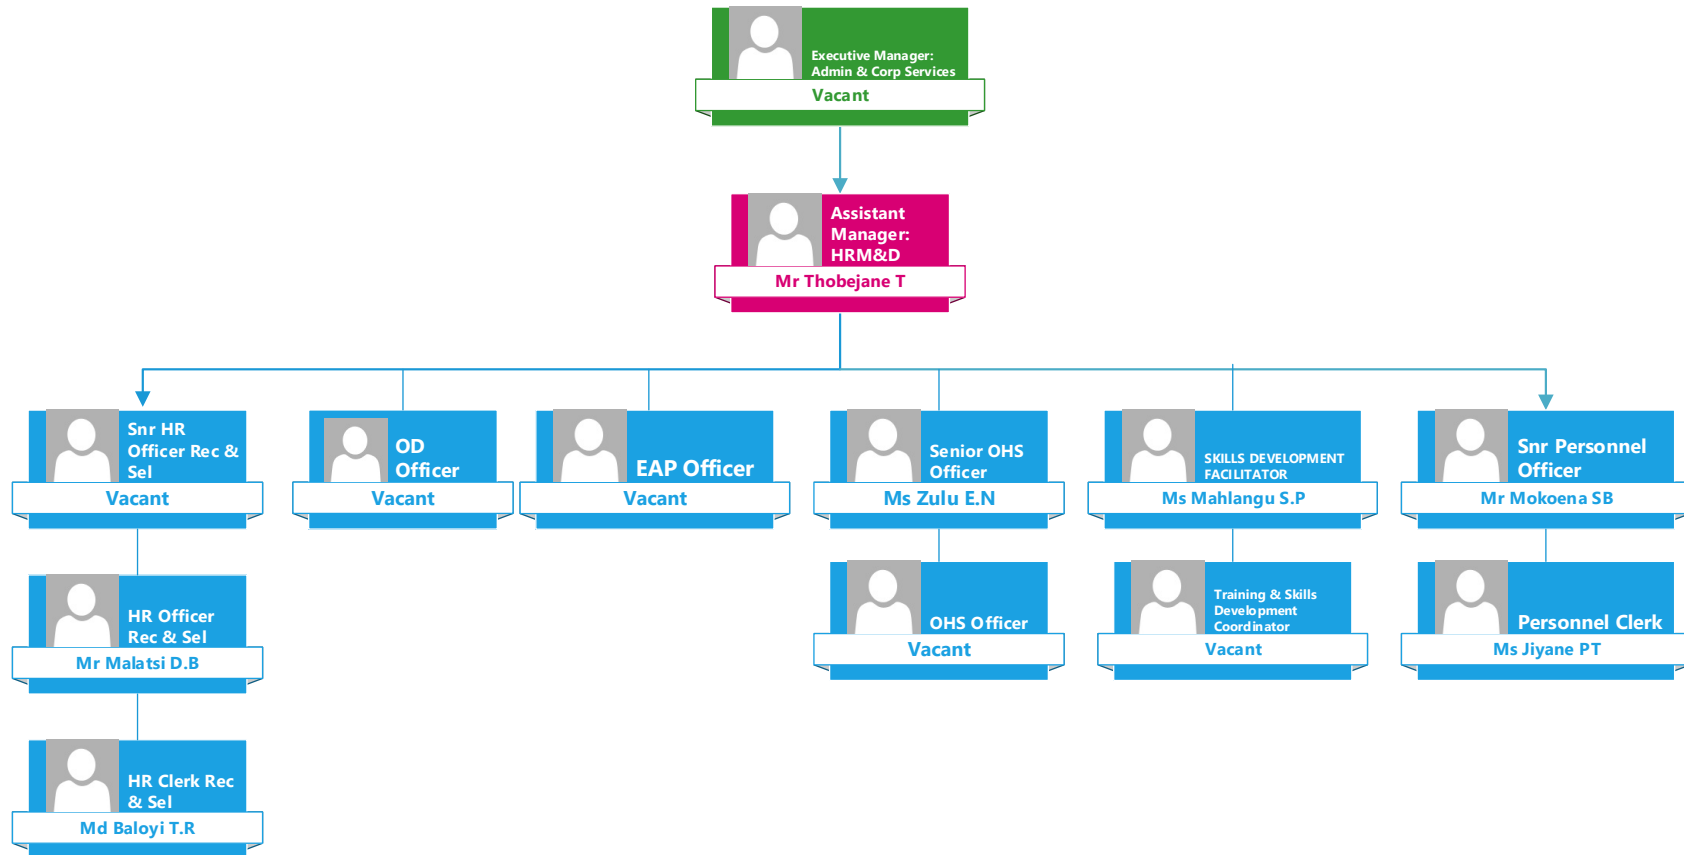 Executive Manager:
Admin & Corp Services
Vacant
Assistant
Manager:
HRM&D
Mr Thobejane T
Snr HR
Officer Rec &
Sel
Vacant
OD
Officer
Vacant
EAP Officer
Vacant
Senior OHS
Officer
Ms Zulu E.N
SKILLS DEVELOPMENT
FACILITATOR
Ms Mahlangu S.P
Snr Personnel
Officer
Mr Mokoena SB
HR Officer
Rec & Sel
Mr Malatsi D.B
OHS Officer
Vacant
Training & Skills
Development
Coordinator
Vacant
Personnel Clerk
Ms Jiyane PT
HR Clerk Rec
& Sel
Md Baloyi T.R